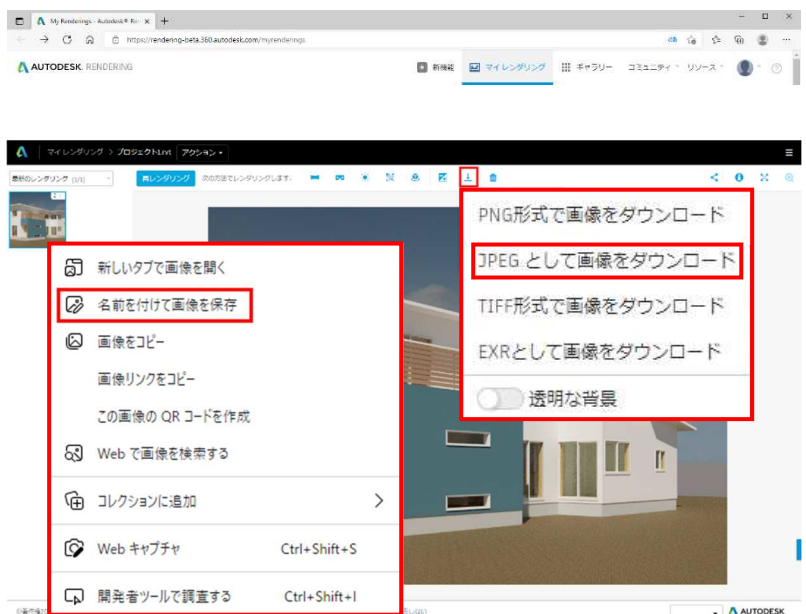 My Renderings - Autodesk® Ren
https://rendering-beta.360.autodesk.com/myrenderings
AUTODESK. RENDERING
新機能
マイ レンダリング
ギャラリー
コミュニティ
リソース
マイ レンダリング > プロジェクト1.rvt アクション
最新のレンダリング (1/1)
再レンダリング
次の方法でレンダリングします:
PNG形式で画像をダウンロード
JPEG として画像をダウンロード
TIFF形式で画像をダウンロード
EXRとして画像をダウンロード
透明な背景
新しいタブで画像を開く
名前を付けて画像を保存
画像をコピー
画像リンクをコピー
この画像の QR コードを作成
Web で画像を検索する
コレクションに追加
Web キャプチャ Ctrl+Shift+S
開発者ツールで調査する Ctrl+Shift+I
AUTODESK